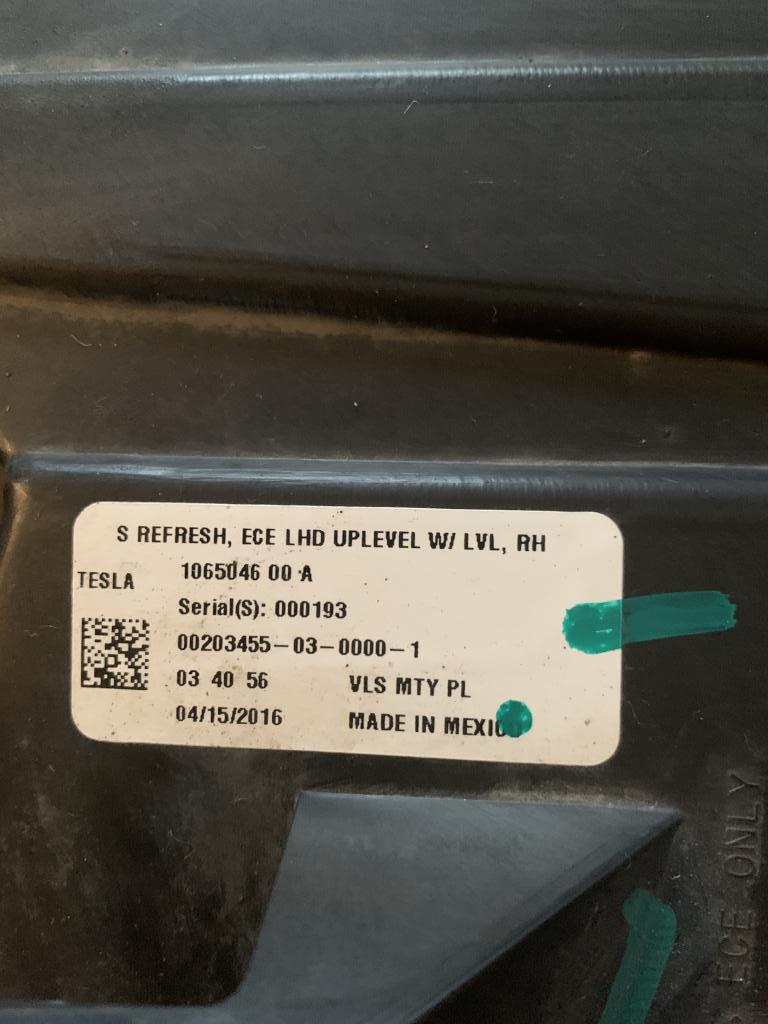 S REFRESH, ECE LHD UPLEVEL W/ LVL, RH
TESLA
1065046 00 A
Serial(S): 000193
00203455-03-0000-1
03 40 56
VLS MTY PL
04/15/2016
MADE IN MEXICO
ECE ONLY